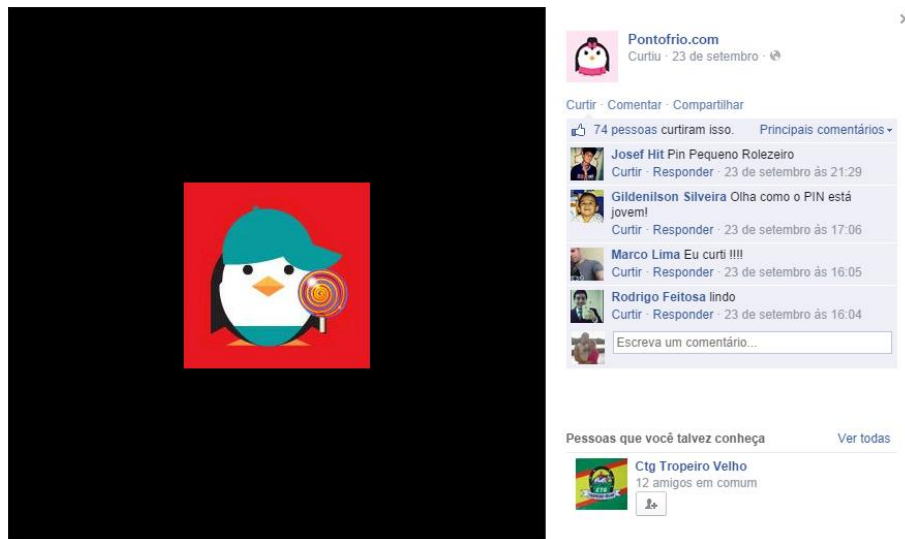 Pontofrio.com
Curtiu · 23 de setembro ·
Curtir · Comentar · Compartilhar
74 pessoas curtiram isso. Principais comentários
Josef Hit Pin Pequeno Rolezeiro
Curtir · Responder · 23 de setembro às 21:29
Gildenilson Silveira Olha como o PIN está
jovem!
Curtir · Responder · 23 de setembro às 17:06
Marco Lima Eu curti !!!!
Curtir · Responder · 23 de setembro às 16:05
Rodrigo Feitosa lindo
Curtir · Responder · 23 de setembro às 16:04
Escreva um comentário...
Pessoas que você talvez conheça Ver todas
Ctg Tropeiro Velho
12 amigos em comum